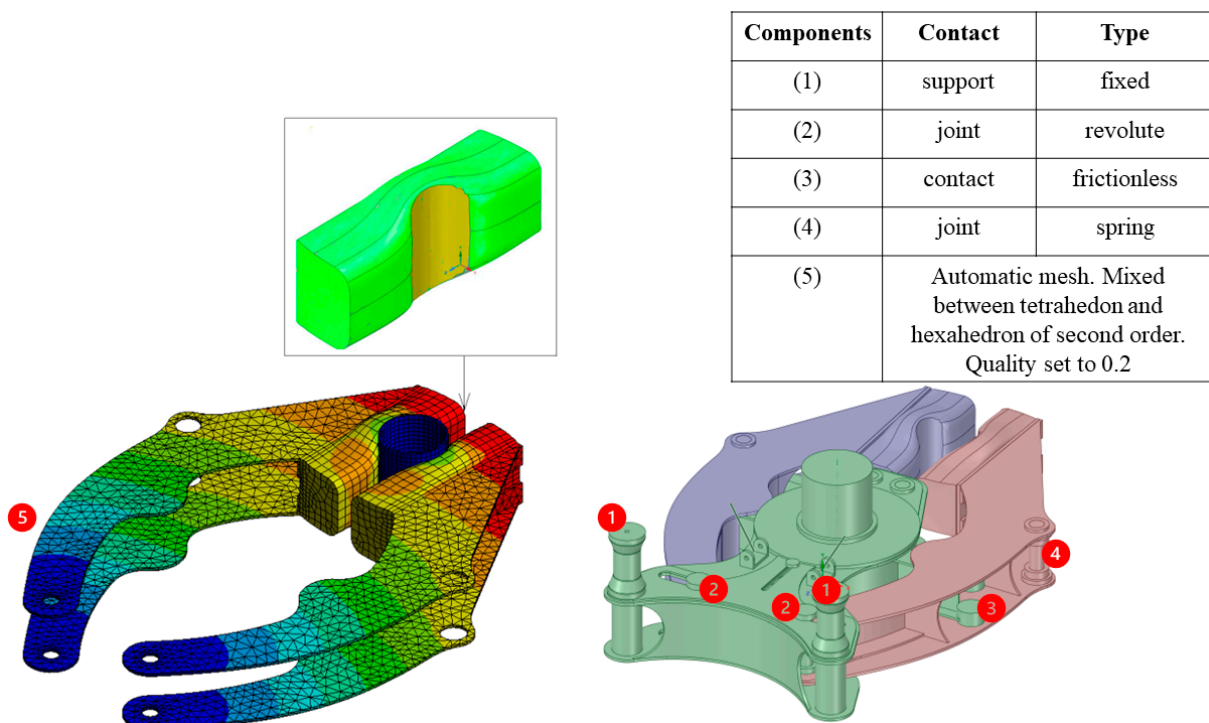 Components Contact Type
(1) support fixed
(2) joint revolute
(3) contact frictionless
(4) joint spring
(5) Automatic mesh. Mixed
between tetrahedon and
hexahedron of second order.
Quality set to 0.2
5
1
2
2
1
4
3